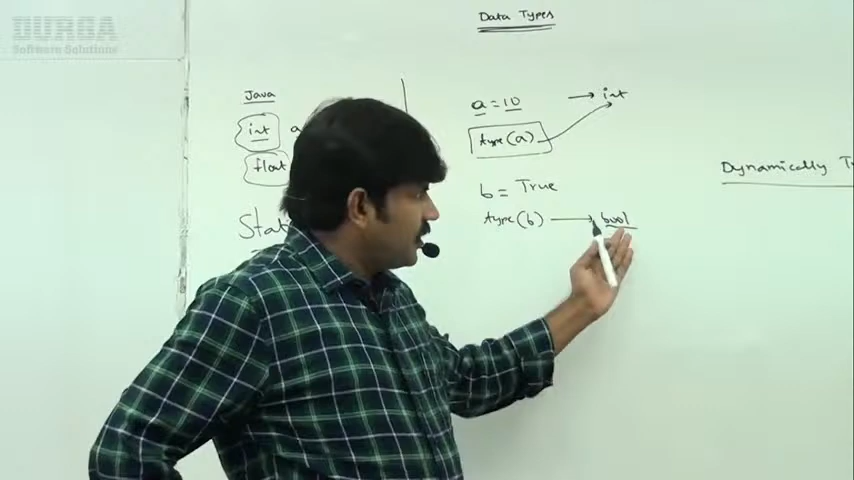 DURGA
Software Solutions
Data Types
Java
int a
float
Stat
a = 10 → int
type(a)
b = True
type(b) → bool
Dynamically T